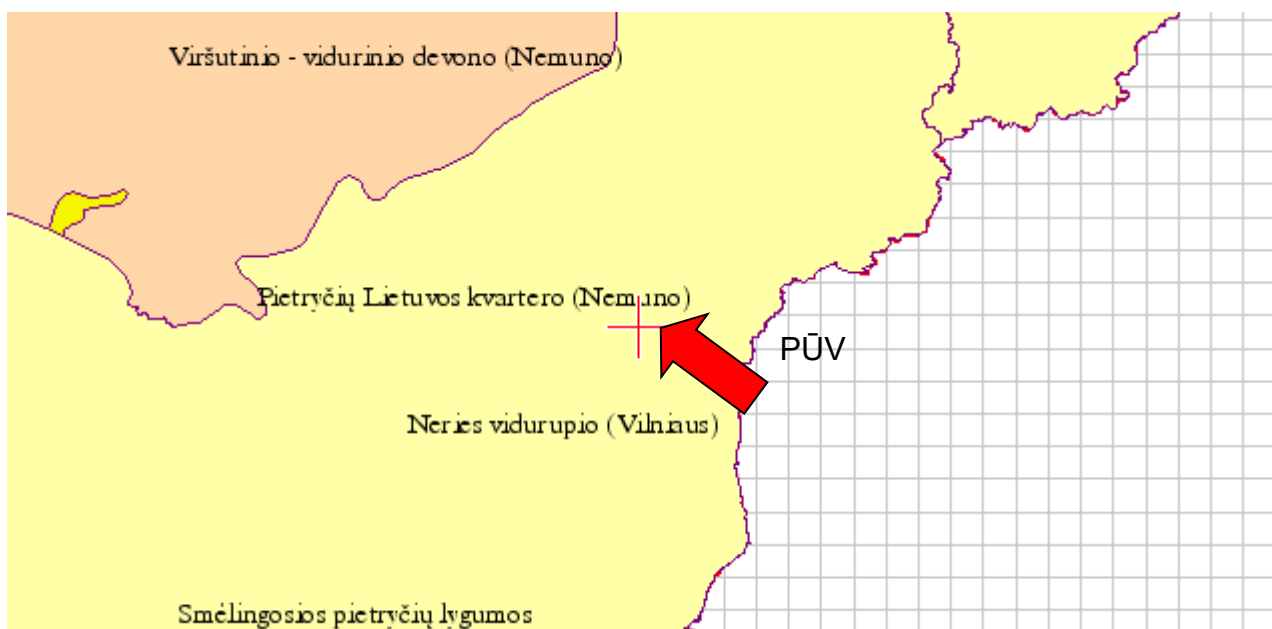 Viršutinio - vidurinio devono (Nemuno)
Pietryčių Lietuvos kvartero (Nemuno)
PŪV
Neries vidurupio (Vilniaus)
Smėlingosios pietryčių lygumos